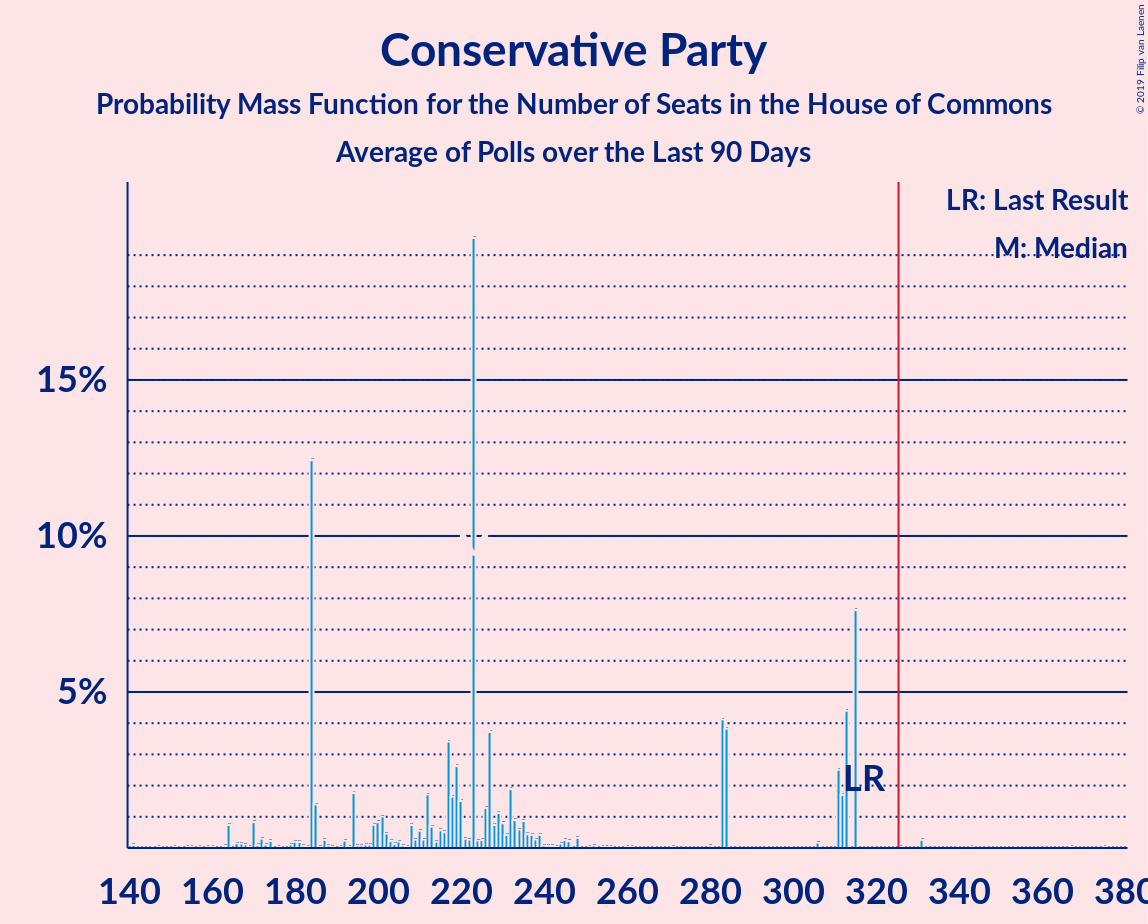 Conservative Party
Probability Mass Function for the Number of Seats in the House of Commons
Average of Polls over the Last 90 Days
© 2019 Filip van Laenen
LR: Last Result
M: Median
15%
10%
5%
LR
140 160 180 200 220 240 260 280 300 320 340 360 380